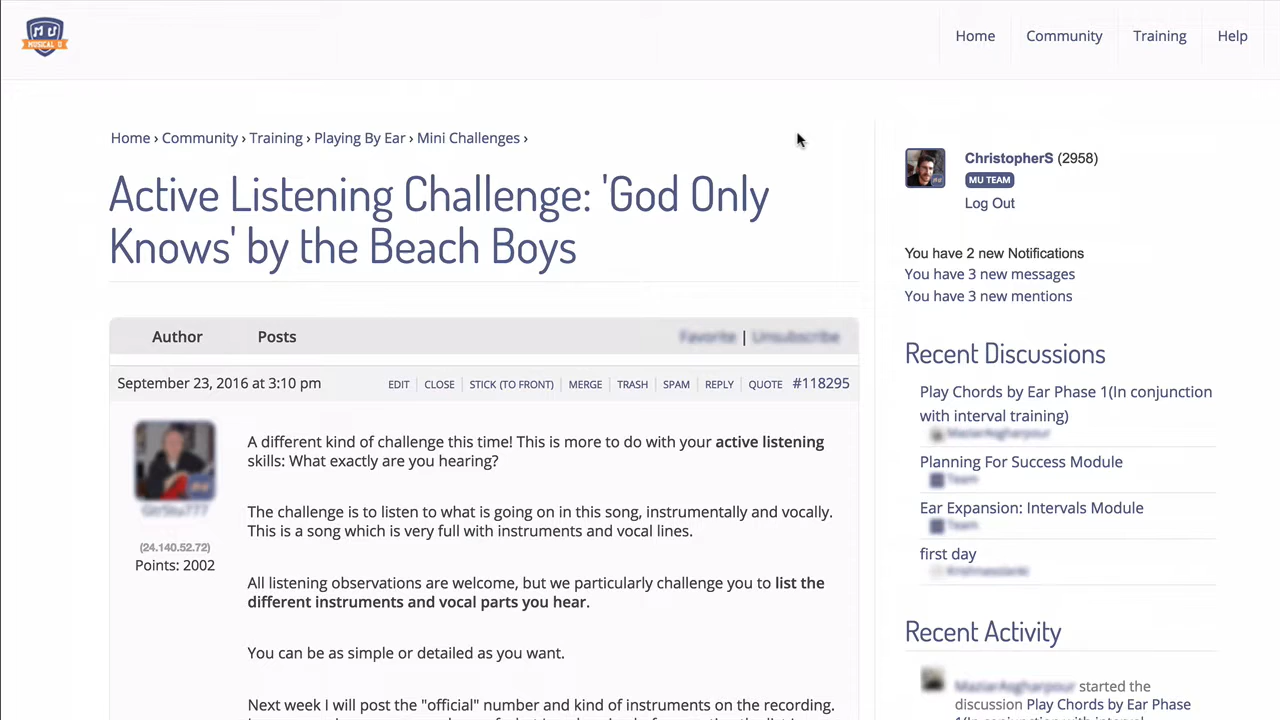 MU
MUSICAL U
Home
Community
Training
Help
Home › Community › Training › Playing By Ear › Mini Challenges ›
Active Listening Challenge: 'God Only
Knows' by the Beach Boys
Author
Posts
|
September 23, 2016 at 3:10 pm
EDIT | CLOSE | STICK (TO FRONT) | MERGE | TRASH | SPAM | REPLY | QUOTE #118295
(24.140.52.72)
Points: 2002
A different kind of challenge this time! This is more to do with your active listening
skills: What exactly are you hearing?
The challenge is to listen to what is going on in this song, instrumentally and vocally.
This is a song which is very full with instruments and vocal lines.
All listening observations are welcome, but we particularly challenge you to list the
different instruments and vocal parts you hear.
You can be as simple or detailed as you want.
Next week I will post the "official" number and kind of instruments on the recording.
ChristopherS (2958)
MU TEAM
Log Out
You have 2 new Notifications
You have 3 new messages
You have 3 new mentions
Recent Discussions
Play Chords by Ear Phase 1(In conjunction
with interval training)
Planning For Success Module
Team
Ear Expansion: Intervals Module
Team
first day
Recent Activity
started the
discussion Play Chords by Ear Phase